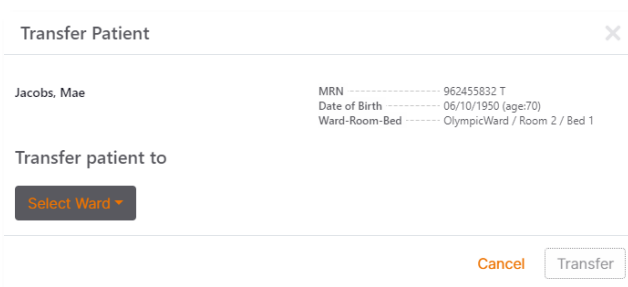 Transfer Patient
Jacobs, Mae
MRN 962455832 T
Date of Birth 06/10/1950 (age:70)
Ward-Room-Bed OlympicWard / Room 2 / Bed 1
Transfer patient to
Select Ward
Cancel Transfer